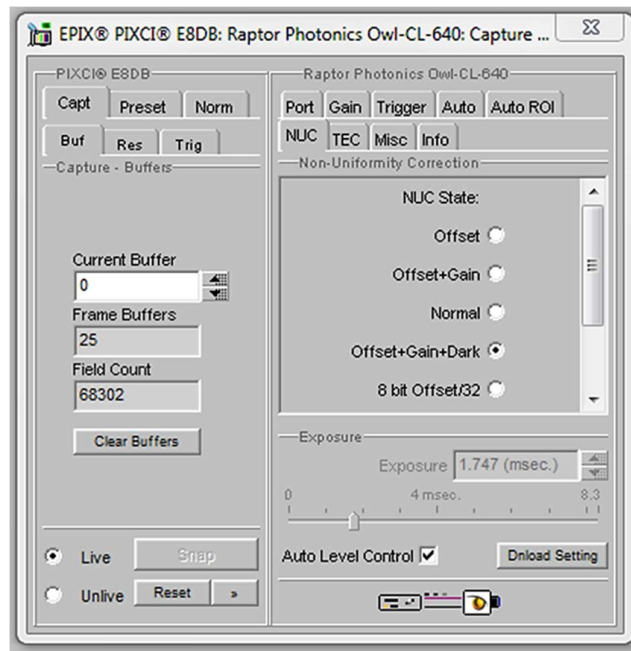 EPIX® PIXCI® E8DB: Raptor Photonics Owl-CL-640: Capture ...
PIXCI® E8DB
Capt Preset Norm
Buf Res Trig
Capture - Buffers
Current Buffer
0
Frame Buffers
25
Field Count
68302
Clear Buffers
Live Snap
Unlive Reset »
Raptor Photonics Owl-CL-640
Port Gain Trigger Auto Auto ROI
NUC TEC Misc Info
Non-Uniformity Correction
NUC State:
Offset
Offset+Gain
Normal
Offset+Gain+Dark
8 bit Offset/32
Exposure
Exposure 1.747 (msec.)
0 4 msec. 8.3
Auto Level Control Dnload Setting